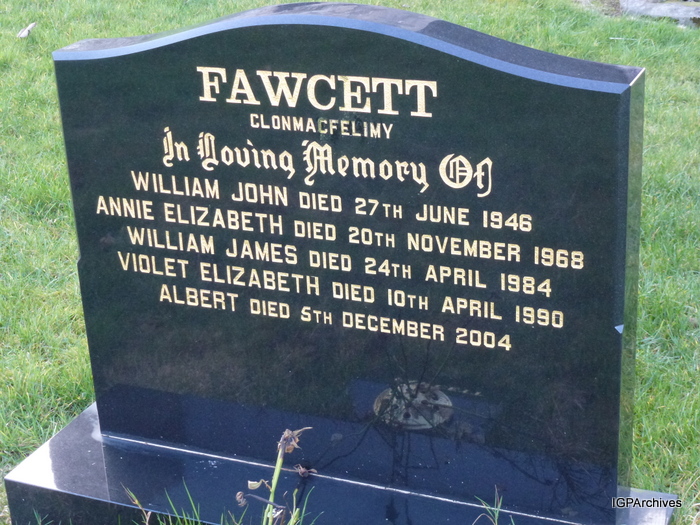 FAWCETT
CLONMACFELIMY
In Loving Memory Of
WILLIAM JOHN DIED 27TH JUNE 1946
ANNIE ELIZABETH DIED 20TH NOVEMBER 1968
WILLIAM JAMES DIED 24TH APRIL 1984
VIOLET ELIZABETH DIED 10TH APRIL 1990
ALBERT DIED 5TH DECEMBER 2004
IGPArchives